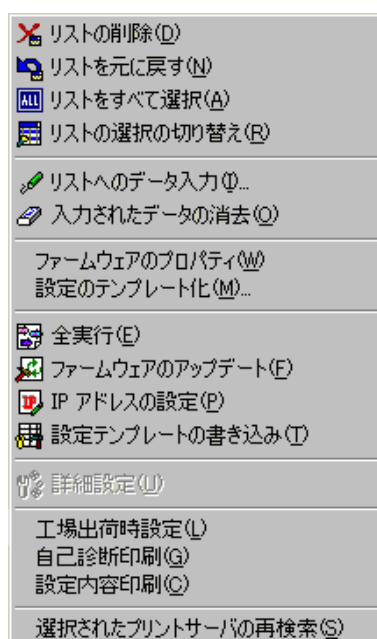 リストの削除(D)
リストを元に戻す(N)
ALL リストをすべて選択(A)
リストの選択の切り替え(R)
リストへのデータ入力(I)...
入力されたデータの消去(O)
ファームウェアのプロパティ(W)
設定のテンプレート化(M)...
全実行(E)
ファームウェアのアップデート(F)
IP IP アドレスの設定(P)
設定テンプレートの書き込み(T)
詳細設定(U)
工場出荷時設定(L)
自己診断印刷(G)
設定内容印刷(C)
選択されたプリントサーバの再検索(S)